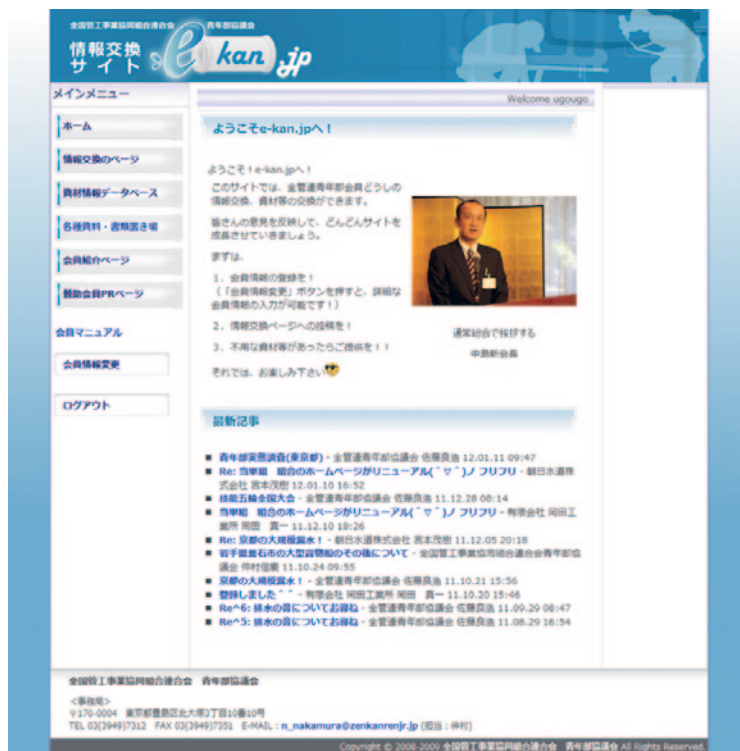 全国管工事業協同組合連合会 青年部協議会
情報交換
サイト
e-kan.jp
メインメニュー
Welcome ugougo
ホーム
情報交換のページ
資材情報データベース
各種資料・書類置き場
会員紹介ページ
賛助会員PRページ
会員マニュアル
会員情報変更
ログアウト
ようこそe-kan.jpへ！
ようこそ！e-kan.jpへ！
このサイトでは、全管連青年部会員どうしの
情報交換、資材等の交換ができます。
皆さんの意見を反映して、どんどんサイトを
成長させていきましょう。
まずは、
1．会員情報の登録を！
（「会員情報変更」ボタンを押すと、詳細な
会員情報の入力が可能です！）
2．情報交換ページへの投稿を！
3．不用な資材等があったらご提供を！！
それでは、お楽しみ下さい
通常総会で挨拶する
中島新会長
最新記事
■ 青年部実態調査(東京都) - 全管連青年部協議会 佐藤良浩 12.01.11 09:47
■ Re: 当単組　組合のホームページがリニューアル(＾▽＾)ノ フリフリ - 朝日水道株
式会社 宮本茂樹 12.01.10 16:52
■ 技能五輪全国大会 - 全管連青年部協議会 佐藤良浩 11.12.28 08:14
■ 当単組　組合のホームページがリニューアル(＾▽＾)ノ フリフリ - 有限会社 岡田工
業所 岡田　真一 11.12.10 18:26
■ Re: 京都の大規模漏水！ - 朝日水道株式会社 宮本茂樹 11.12.05 20:18
■ 岩手県釜石市の大型貨物船のその後について - 全国管工事業協同組合連合会青年部協
議会 仲村信慶 11.10.24 09:55
■ 京都の大規模漏水！ - 全管連青年部協議会 佐藤良浩 11.10.21 15:56
■ 登録しました＾＾ - 有限会社 岡田工業所 岡田　真一 11.10.20 15:46
■ Re^6: 排水の音についてお尋ね - 全管連青年部協議会 佐藤良浩 11.09.29 08:47
■ Re^5: 排水の音についてお尋ね - 全管連青年部協議会 佐藤良浩 11.08.29 16:54
全国管工事業協同組合連合会　青年部協議会
＜事務局＞
〒170-0004　東京都豊島区北大塚3丁目10番10号
TEL 03(3949)7312　FAX 03(3949)7351　E-MAIL : n_nakamura@zenkanrenjr.jp (担当：仲村)
Copyright © 2008-2009 全国管工事業協同組合連合会　青年部協議会 All Rights Reserved.